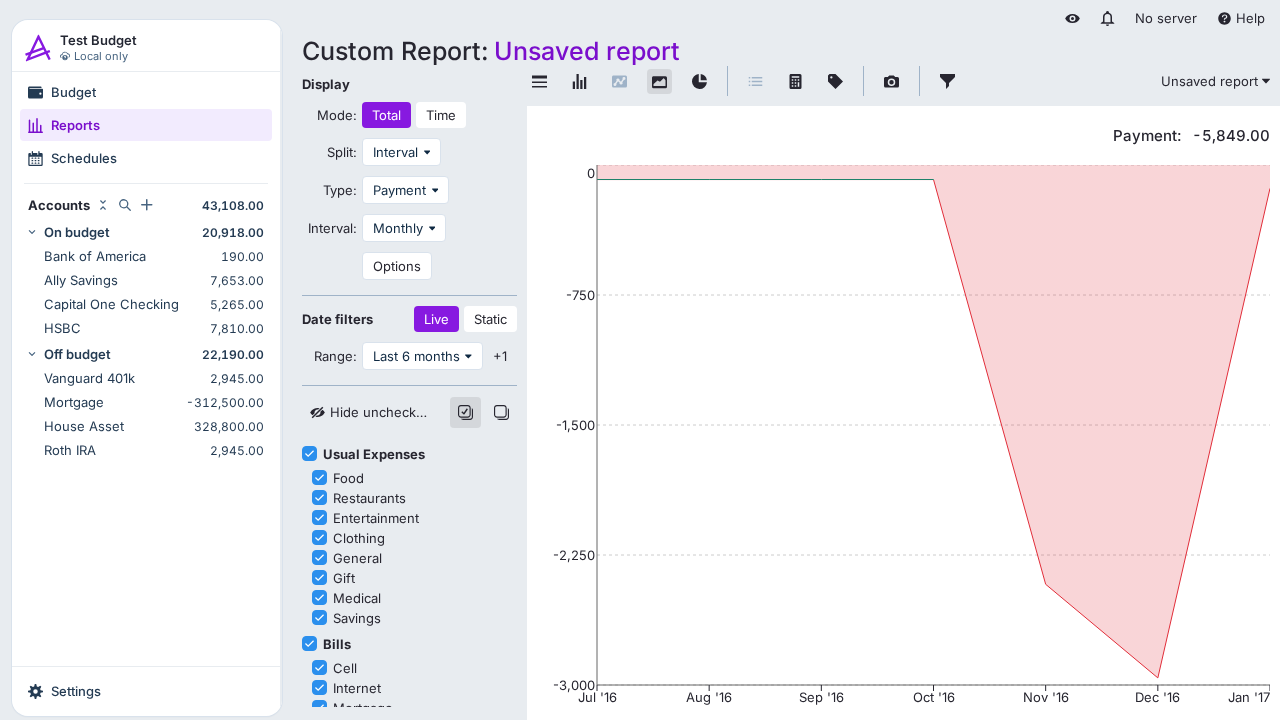 Test Budget
Local only
Budget
Reports
Schedules
Accounts 43,108.00
On budget 20,918.00
Bank of America 190.00
Ally Savings 7,653.00
Capital One Checking 5,265.00
HSBC 7,810.00
Off budget 22,190.00
Vanguard 401k 2,945.00
Mortgage -312,500.00
House Asset 328,800.00
Roth IRA 2,945.00
Settings
No server Help
Custom Report: Unsaved report
Display
Mode: Total Time
Split: Interval
Type: Payment
Interval: Monthly
Options
Date filters Live Static
Range: Last 6 months +1
Hide uncheck...
Usual Expenses
Food
Restaurants
Entertainment
Clothing
General
Gift
Medical
Savings
Bills
Cell
Internet
Mortgage
Unsaved report
Payment: -5,849.00
0
-750
-1,500
-2,250
-3,000
Jul '16 Aug '16 Sep '16 Oct '16 Nov '16 Dec '16 Jan '17